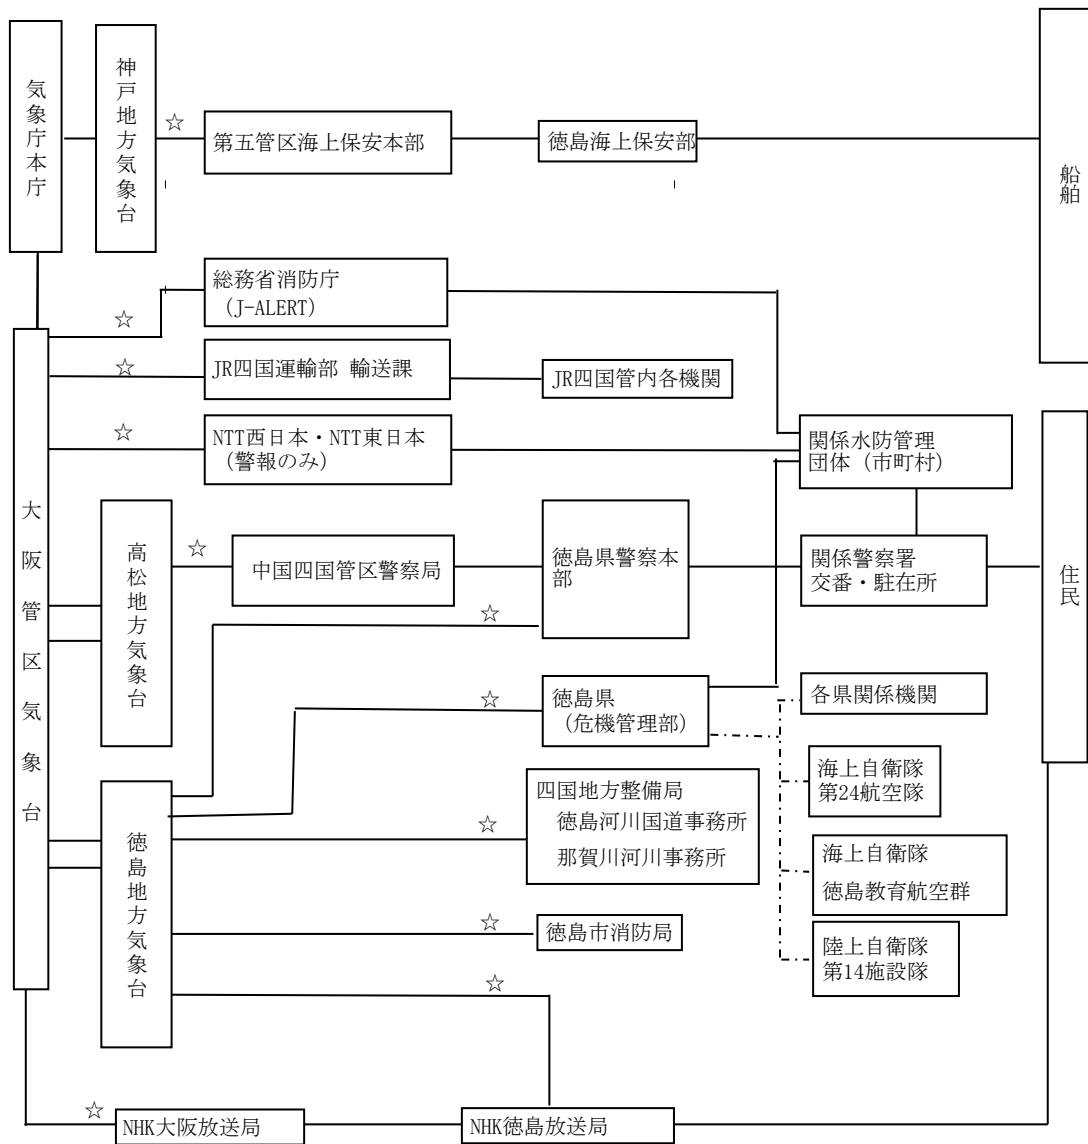 気象庁本庁
神戸地方気象台
☆
第五管区海上保安本部
徳島海上保安部
船舶
総務省消防庁
(J-ALERT)
☆
JR四国運輸部 輸送課
☆
JR四国管内各機関
NTT西日本・NTT東日本
(警報のみ)
☆
関係水防管理
団体(市町村)
大阪管区気象台
高松地方気象台
☆
中国四国管区警察局
徳島県警察本
部
関係警察署
交番・駐在所
住民
☆
徳島県
(危機管理部)
☆
各県関係機関
海上自衛隊
第24航空隊
徳島地方気象台
☆
四国地方整備局
徳島河川国道事務所
那賀川河川事務所
海上自衛隊
徳島教育航空群
☆
徳島市消防局
陸上自衛隊
第14施設隊
☆
☆
NHK大阪放送局
NHK徳島放送局